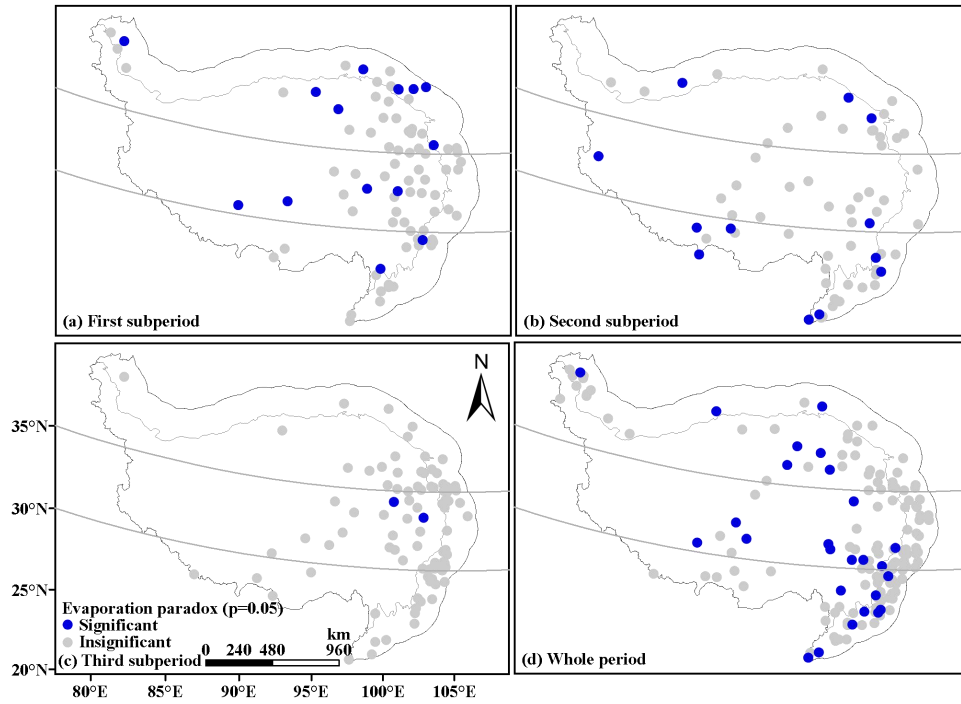 (a) First subperiod
(b) Second subperiod
N
35°N
30°N
25°N
20°N
Evaporation paradox (p=0.05)
Significant
Insignificant
km
0 240 480 960
(c) Third subperiod
(d) Whole period
80°E 85°E 90°E 95°E 100°E 105°E